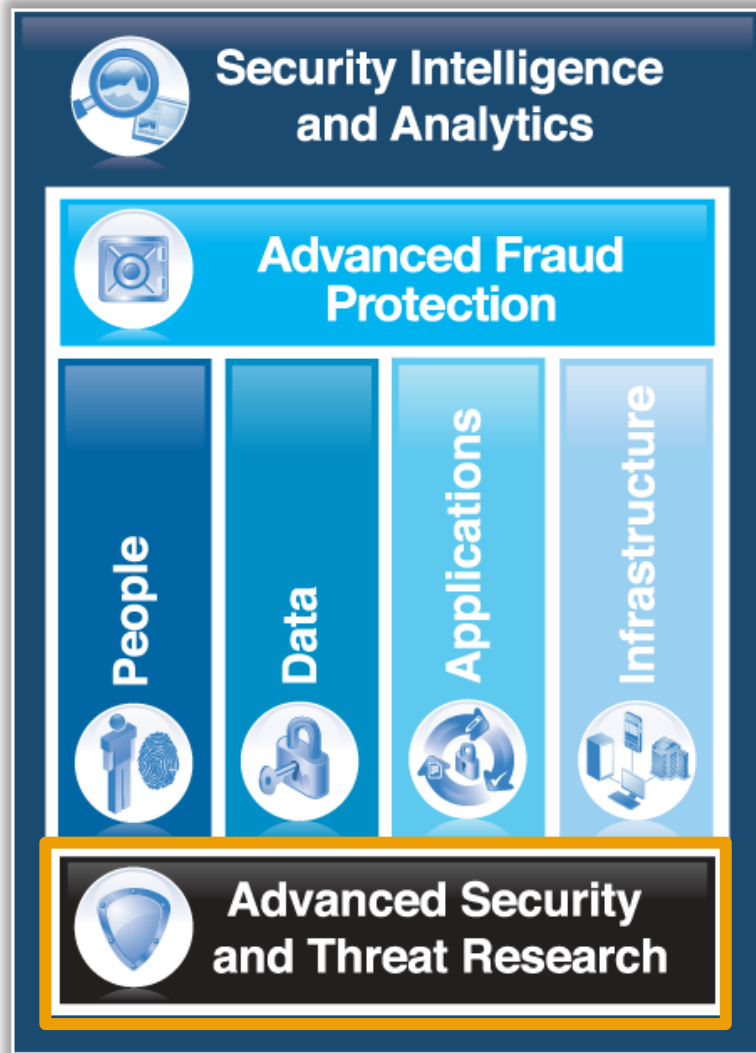 Security Intelligence
and Analytics
Advanced Fraud
Protection
People
Data
Applications
Infrastructure
Advanced Security
and Threat Research